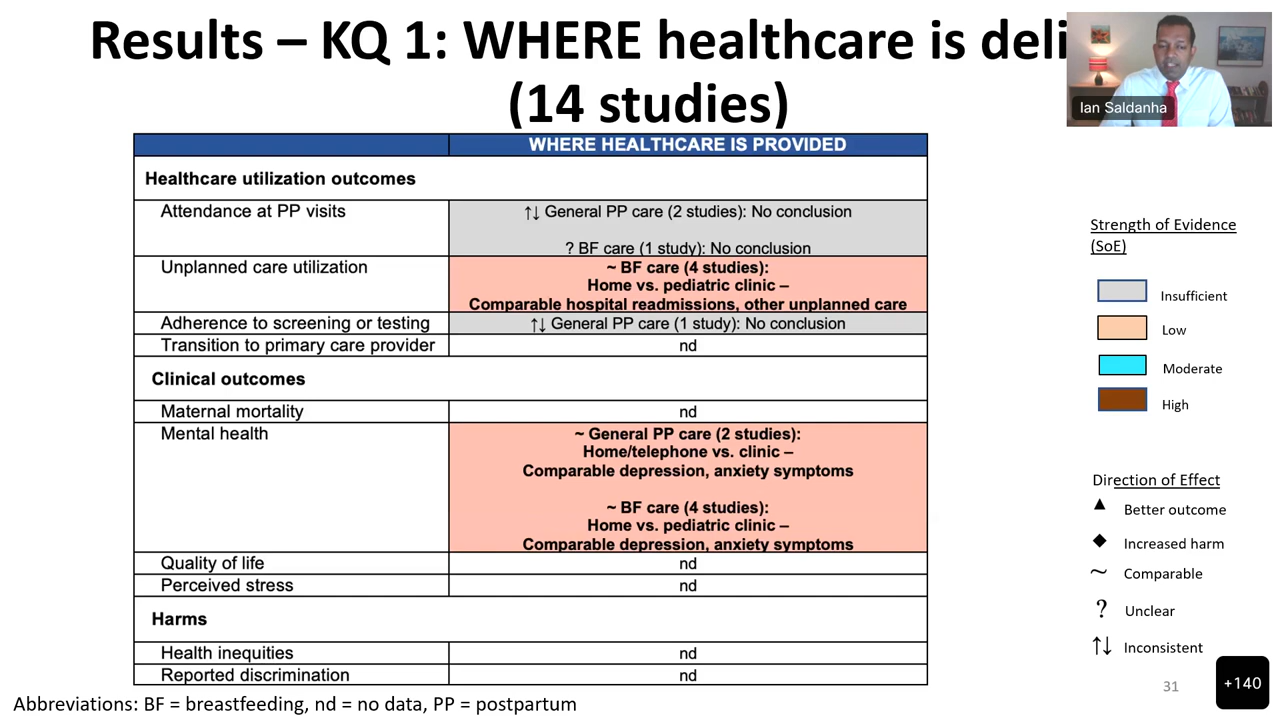 Results – KQ 1: WHERE healthcare is deli
(14 studies)
Ian Saldanha
WHERE HEALTHCARE IS PROVIDED
Healthcare utilization outcomes
Attendance at PP visits
↑↓ General PP care (2 studies): No conclusion
? BF care (1 study): No conclusion
Unplanned care utilization
~ BF care (4 studies):
Home vs. pediatric clinic –
Comparable hospital readmissions, other unplanned care
Adherence to screening or testing
↑↓ General PP care (1 study): No conclusion
Transition to primary care provider
nd
Clinical outcomes
Maternal mortality
nd
Mental health
~ General PP care (2 studies):
Home/telephone vs. clinic –
Comparable depression, anxiety symptoms
~ BF care (4 studies):
Home vs. pediatric clinic –
Comparable depression, anxiety symptoms
Quality of life
nd
Perceived stress
nd
Harms
Health inequities
nd
Reported discrimination
nd
Strength of Evidence
(SoE)
Insufficient
Low
Moderate
High
Direction of Effect
▲ Better outcome
◆ Increased harm
~ Comparable
? Unclear
↑↓ Inconsistent
31
+140
Abbreviations: BF = breastfeeding, nd = no data, PP = postpartum